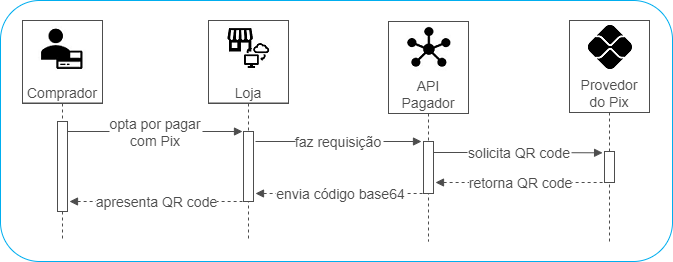 Comprador
Loja
API
Pagador
Provedor
do Pix
opta por pagar
com Pix
faz requisição
solicita QR code
retorna QR code
envia código base64
apresenta QR code